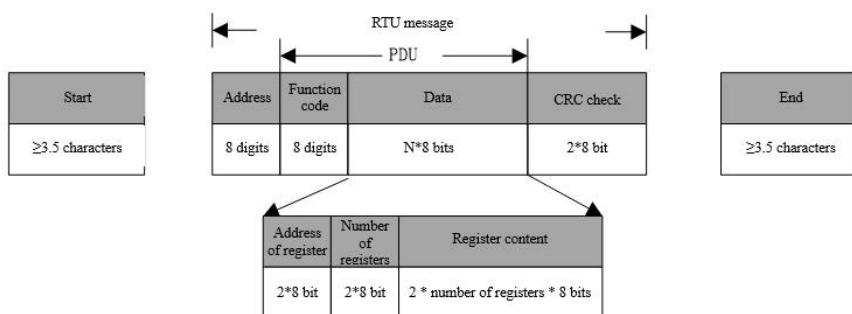 RTU message
PDU
Start
Address
Function
code
Data
CRC check
End
≥3.5 characters
8 digits
8 digits
N*8 bits
2*8 bit
≥3.5 characters
Address
of register
Number
of
registers
Register content
2*8 bit
2*8 bit
2 * number of registers * 8 bits